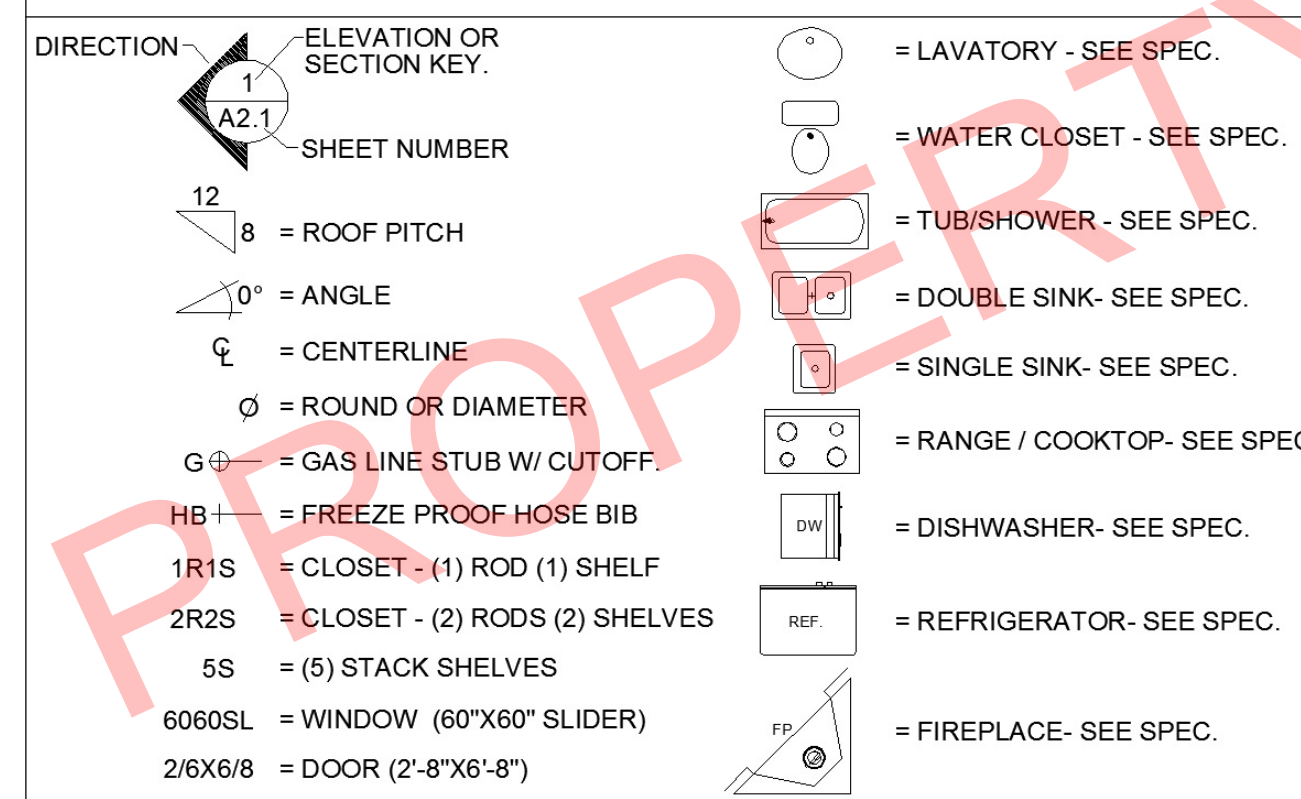 DIRECTION
ELEVATION OR
SECTION KEY.
1
A2.1
SHEET NUMBER
12
8 = ROOF PITCH
0° = ANGLE
℄ = CENTERLINE
Ø = ROUND OR DIAMETER
G = GAS LINE STUB W/ CUTOFF.
HB = FREEZE PROOF HOSE BIB
1R1S = CLOSET - (1) ROD (1) SHELF
2R2S = CLOSET - (2) RODS (2) SHELVES
5S = (5) STACK SHELVES
6060SL = WINDOW (60"X60" SLIDER)
2/6X6/8 = DOOR (2'-8"X6'-8")
= LAVATORY - SEE SPEC.
= WATER CLOSET - SEE SPEC.
= TUB/SHOWER - SEE SPEC.
= DOUBLE SINK- SEE SPEC.
= SINGLE SINK- SEE SPEC.
= RANGE / COOKTOP- SEE SPEC
DW = DISHWASHER- SEE SPEC.
REF. = REFRIGERATOR- SEE SPEC.
FP = FIREPLACE- SEE SPEC.
PROPERTY